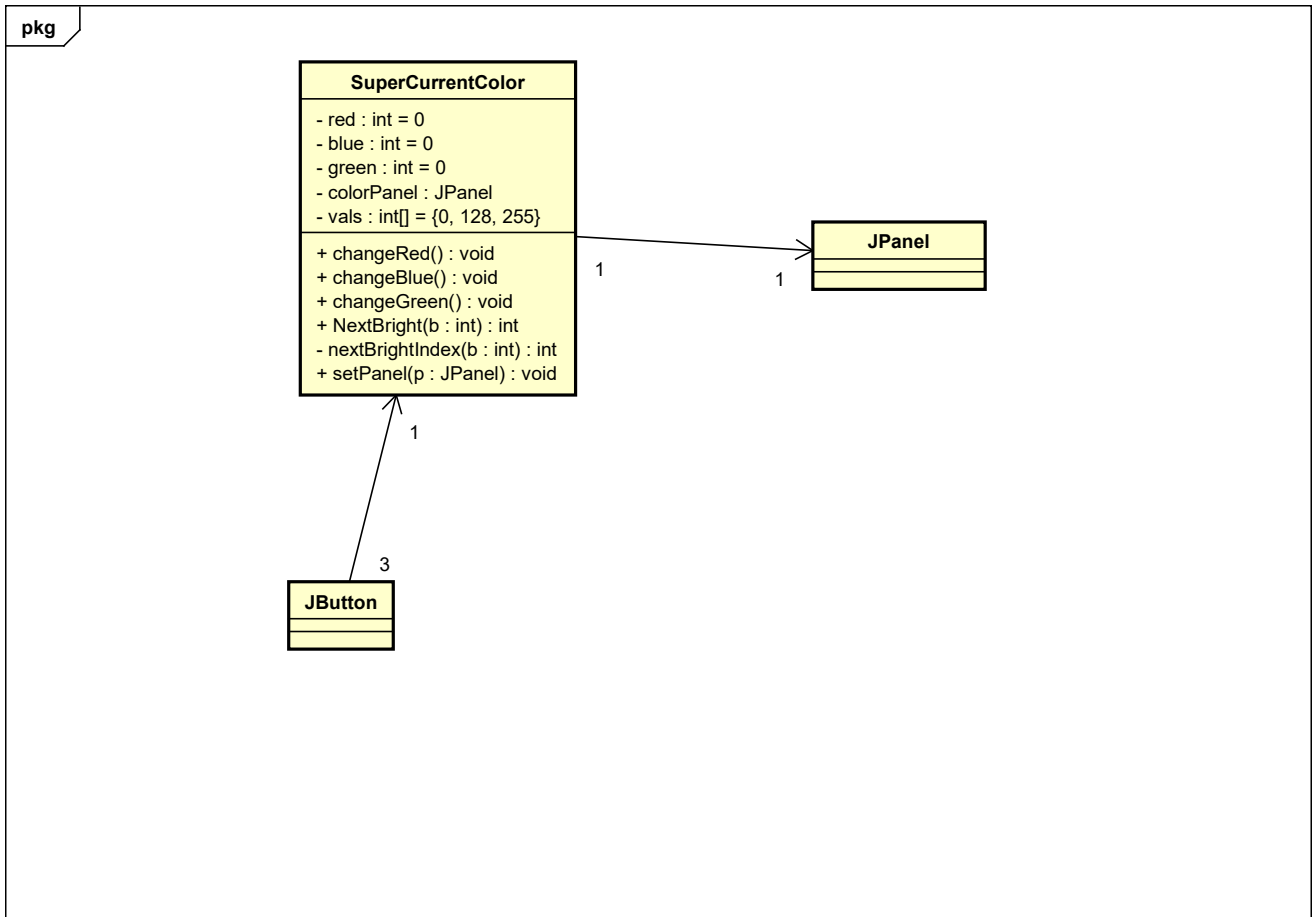 pkg
SuperCurrentColor
- red : int = 0
- blue : int = 0
- green : int = 0
- colorPanel : JPanel
- vals : int[] = {0, 128, 255}
+ changeRed() : void
+ changeBlue() : void
+ changeGreen() : void
+ NextBright(b : int) : int
- nextBrightIndex(b : int) : int
+ setPanel(p : JPanel) : void
JPanel
1
1
1
3
JButton